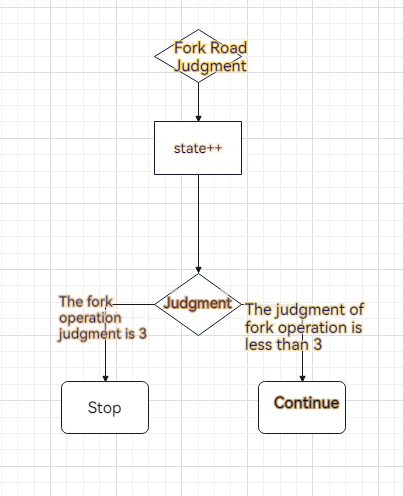 Fork Road
Judgment
state++
The fork
operation
judgment is 3
Judgment
The judgment of
fork operation is
less than 3
Stop
Continue